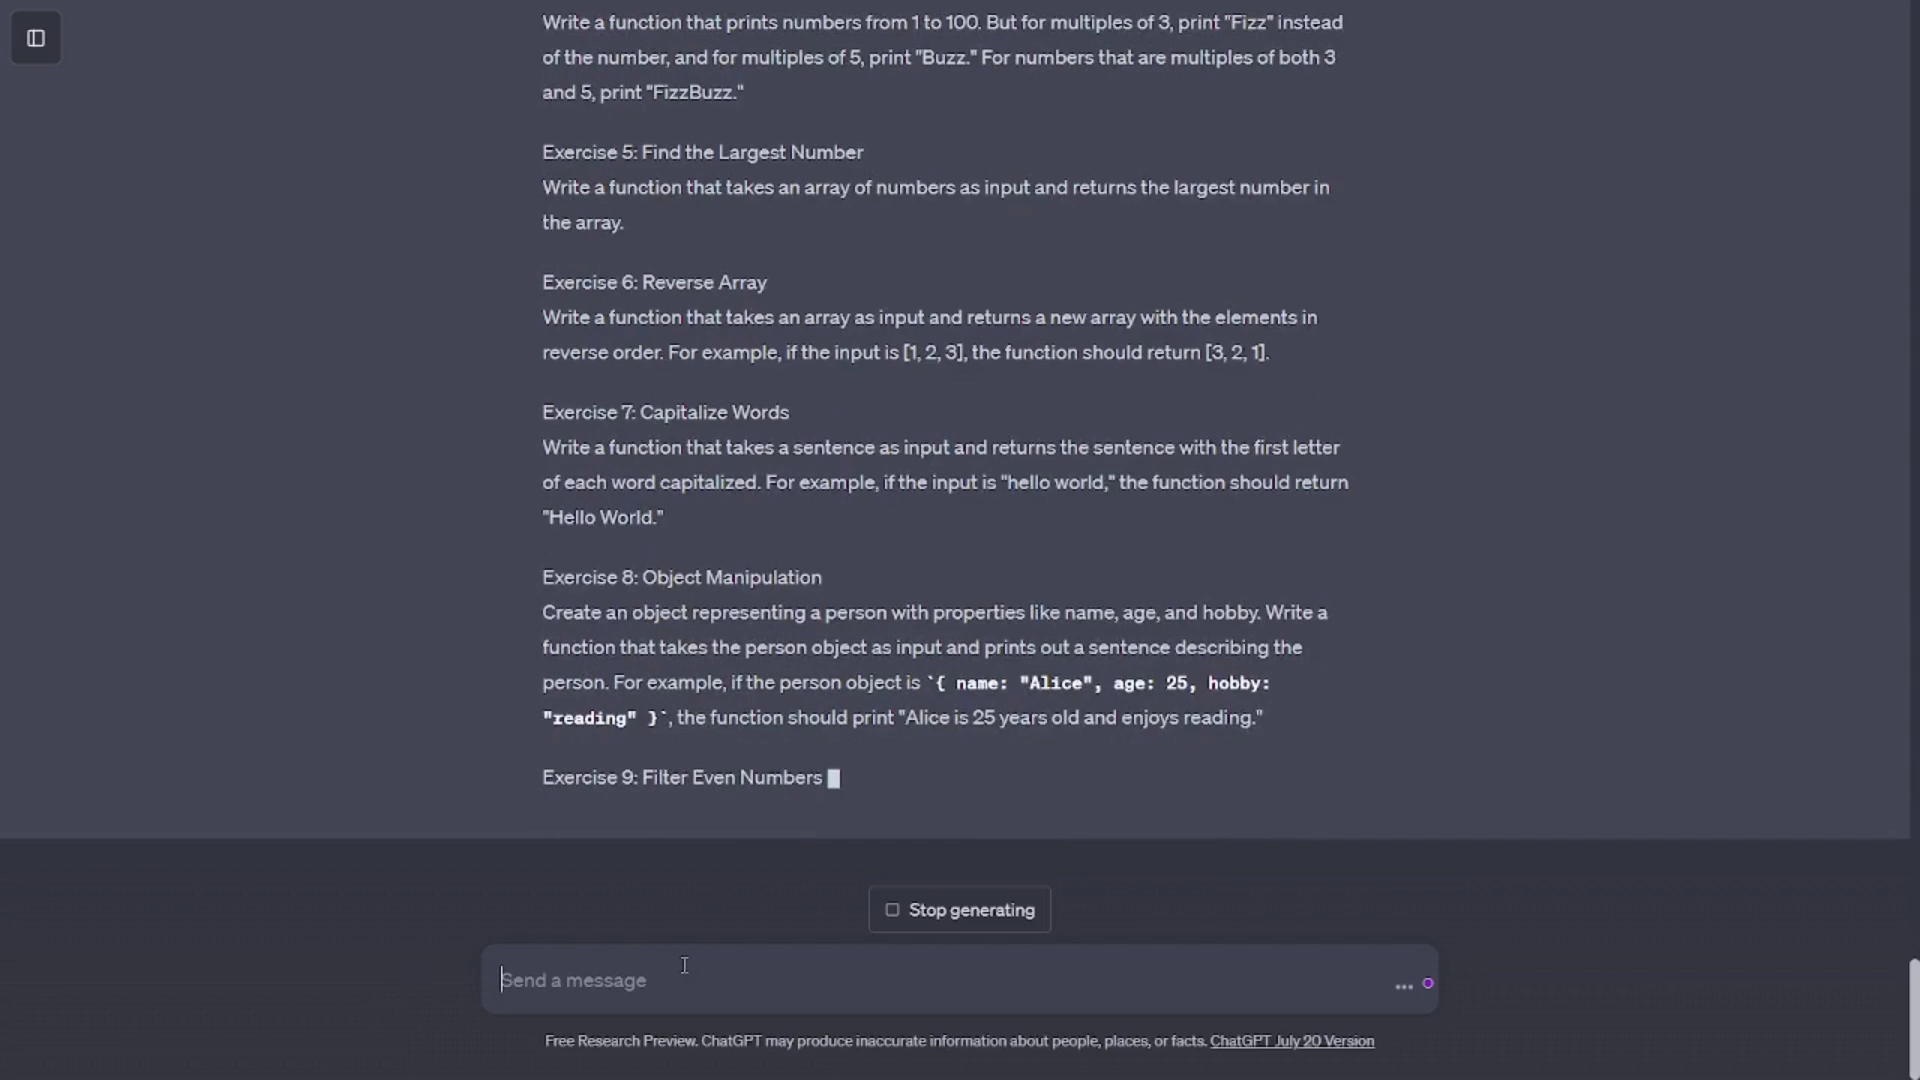 Write a function that prints numbers from 1 to 100. But for multiples of 3, print "Fizz" instead
of the number, and for multiples of 5, print "Buzz." For numbers that are multiples of both 3
and 5, print "FizzBuzz."
Exercise 5: Find the Largest Number
Write a function that takes an array of numbers as input and returns the largest number in
the array.
Exercise 6: Reverse Array
Write a function that takes an array as input and returns a new array with the elements in
reverse order. For example, if the input is [1, 2, 3], the function should return [3, 2, 1].
Exercise 7: Capitalize Words
Write a function that takes a sentence as input and returns the sentence with the first letter
of each word capitalized. For example, if the input is "hello world," the function should return
"Hello World."
Exercise 8: Object Manipulation
Create an object representing a person with properties like name, age, and hobby. Write a
function that takes the person object as input and prints out a sentence describing the
person. For example, if the person object is `{ name: "Alice", age: 25, hobby:
"reading" }`, the function should print "Alice is 25 years old and enjoys reading."
Exercise 9: Filter Even Numbers
Stop generating
Send a message
Free Research Preview. ChatGPT may produce inaccurate information about people, places, or facts. ChatGPT July 20 Version